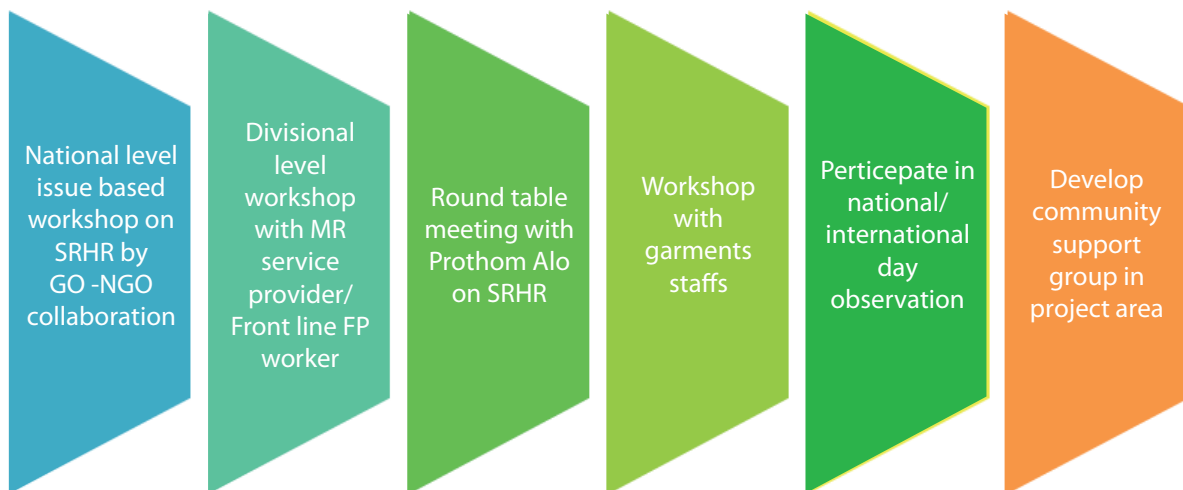 National level
issue based
workshop on
SRHR by
GO -NGO
collaboration
Divisional
level
workshop
with MR
service
provider/
Front line FP
worker
Round table
meeting with
Prothom Alo
on SRHR
Workshop
with
garments
staffs
Perticepate in
national/
international
day
observation
Develop
community
support
group in
project area